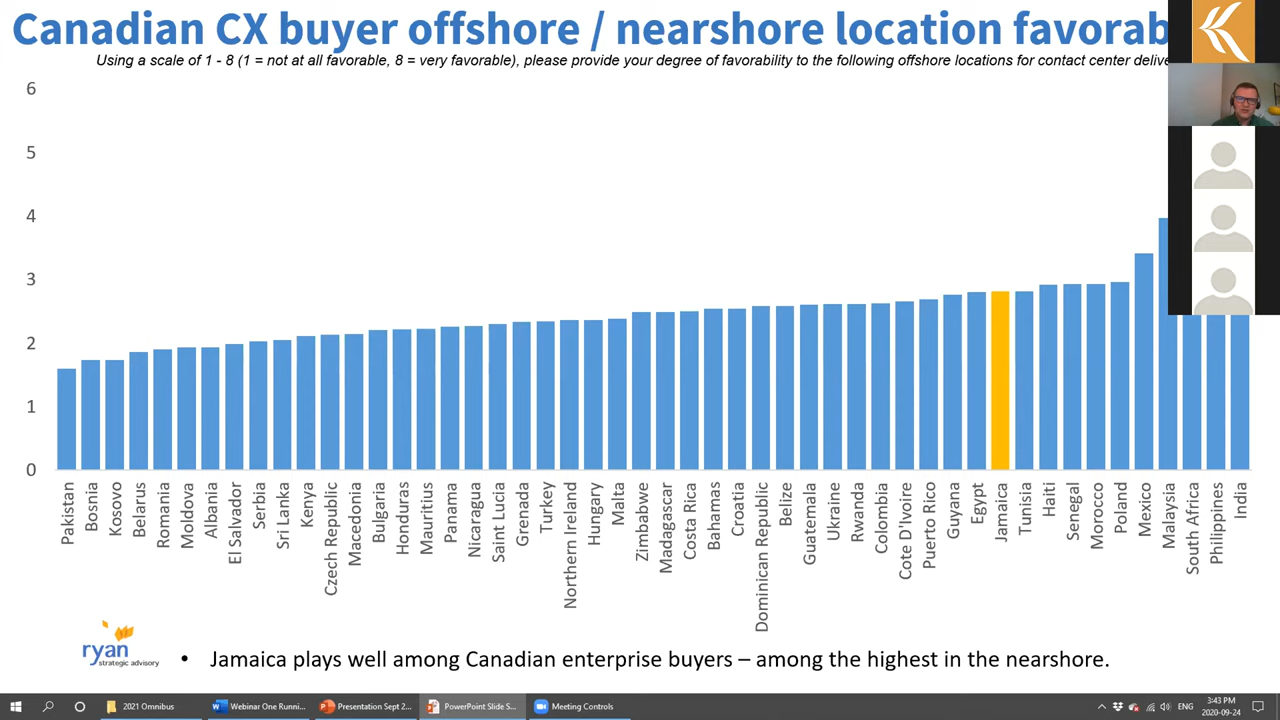 Canadian CX buyer offshore / nearshore location favorab
Using a scale of 1 - 8 (1 = not at all favorable, 8 = very favorable), please provide your degree of favorability to the following offshore locations for contact center delive
6
5
4
3
2
1
0
Pakistan
Bosnia
Kosovo
Belarus
Romania
Moldova
Albania
El Salvador
Serbia
Sri Lanka
Kenya
Czech Republic
Macedonia
Bulgaria
Honduras
Mauritius
Panama
Nicaragua
Saint Lucia
Grenada
Turkey
Northern Ireland
Hungary
Malta
Zimbabwe
Madagascar
Costa Rica
Bahamas
Croatia
Dominican Republic
Belize
Guatemala
Ukraine
Rwanda
Colombia
Cote D'Ivoire
Puerto Rico
Guyana
Egypt
Jamaica
Tunisia
Haiti
Senegal
Morocco
Poland
Mexico
Malaysia
South Africa
Philippines
India
ryan
strategic advisory
• Jamaica plays well among Canadian enterprise buyers – among the highest in the nearshore.
2021 Omnibus
Webinar One Runni...
Presentation Sept 2...
PowerPoint Slide S...
Meeting Controls
ENG
3:43 PM
2020-09-24